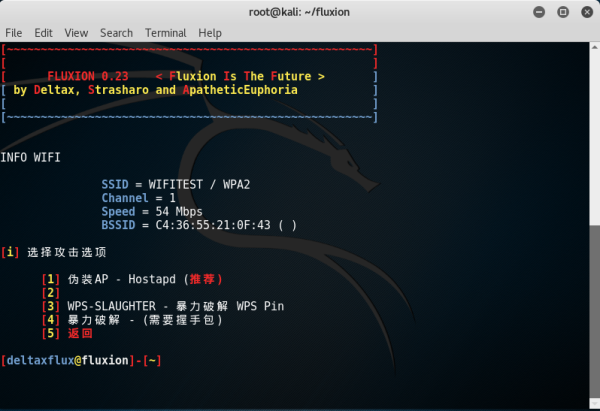 root@kali: ~/fluxion
File Edit View Search Terminal Help
[~~~~~~~~~~~~~~~~~~~~~~~~~~~~~~~~~~~~~~~~~~~~~~~~~~~~~~]
[ ]
[ FLUXION 0.23 < Fluxion Is The Future > ]
[ by Deltax, Strasharo and ApatheticEuphoria ]
[ ]
[~~~~~~~~~~~~~~~~~~~~~~~~~~~~~~~~~~~~~~~~~~~~~~~~~~~~~~]
INFO WIFI
SSID = WIFITEST / WPA2
Channel = 1
Speed = 54 Mbps
BSSID = C4:36:55:21:0F:43 ( )
[i] 选择攻击选项
[1] 伪装AP - Hostapd (推荐)
[2]
[3] WPS-SLAUGHTER - 暴力破解 WPS Pin
[4] 暴力破解 - (需要握手包)
[5] 返回
[deltaxflux@fluxion]-[~]